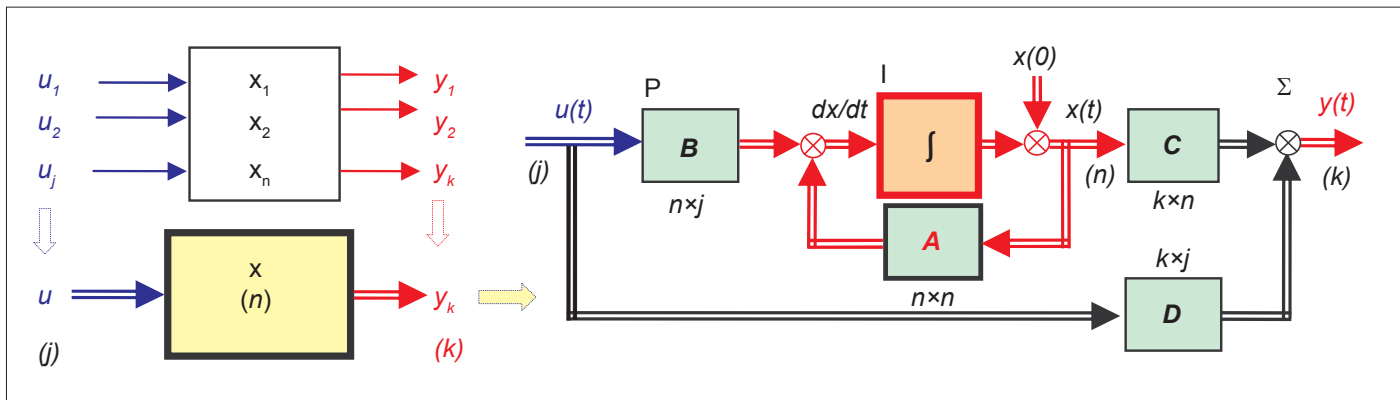 u1 x1 y1
u2 x2 y2
uj xn yk
u x yk
(n)
(j) (k)
x(0)
P I Σ
u(t) dx/dt x(t) y(t)
B ∫ C
(j) (n) (k)
n×j k×n
A k×j
n×n D